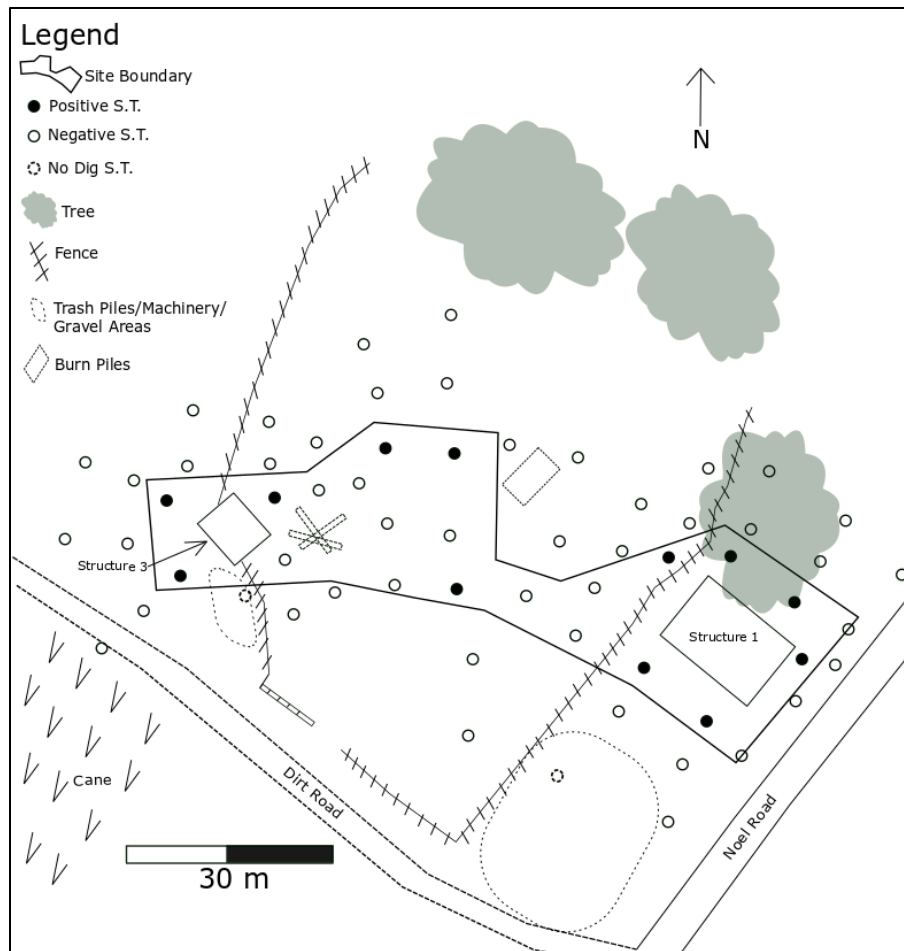 Legend
Site Boundary
Positive S.T.
Negative S.T.
No Dig S.T.
Tree
Fence
Trash Piles/Machinery/
Gravel Areas
Burn Piles
N
Structure 3
Structure 1
Cane
Dirt Road
Noel Road
30 m